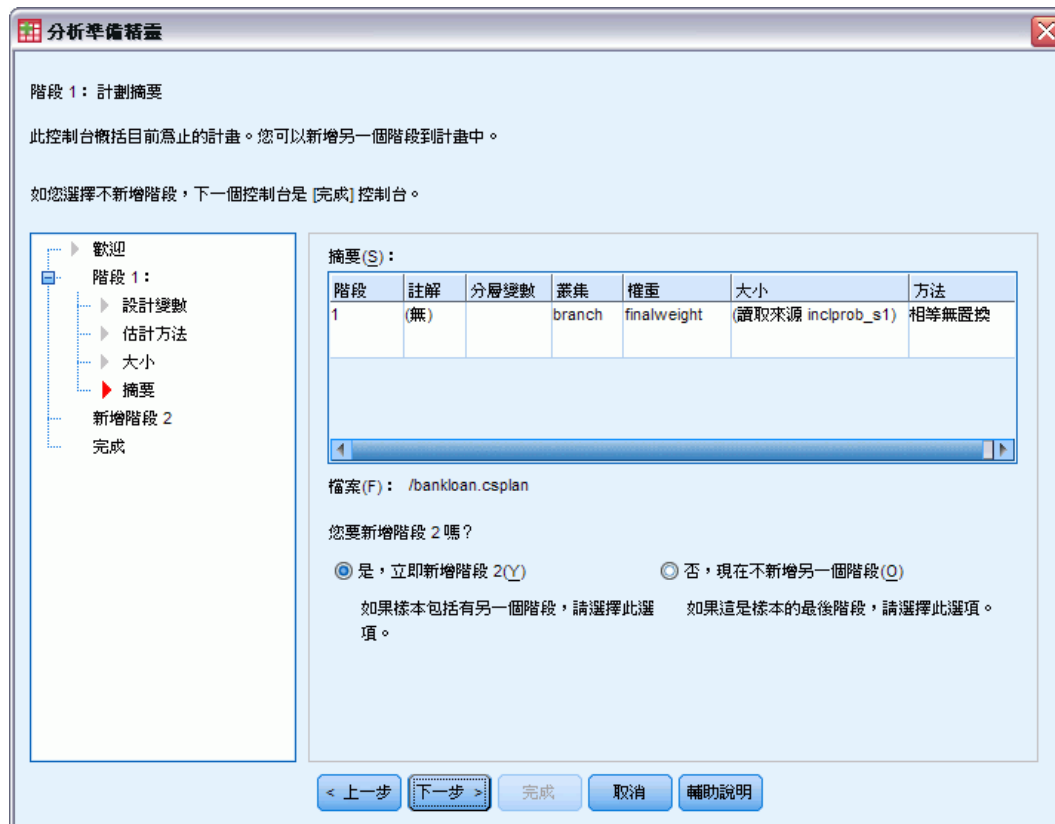 分析準備精靈
階段 1：計劃摘要
此控制台概括目前為止的計畫。您可以新增另一個階段到計畫中。
如您選擇不新增階段，下一個控制台是 [完成] 控制台。
歡迎
階段 1：
設計變數
估計方法
大小
摘要
新增階段 2
完成
摘要(S)：
階段 註解 分層變數 叢集 權重 大小 方法
1 (無) branch finalweight (讀取來源 inclprob_s1) 相等無置換
檔案(F)： /bankloan.csplan
您要新增階段 2 嗎？
是，立即新增階段 2(Y)
如果樣本包括有另一個階段，請選擇此選
項。
否，現在不新增另一個階段(O)
如果這是樣本的最後階段，請選擇此選項。
< 上一步 下一步 > 完成 取消 輔助說明